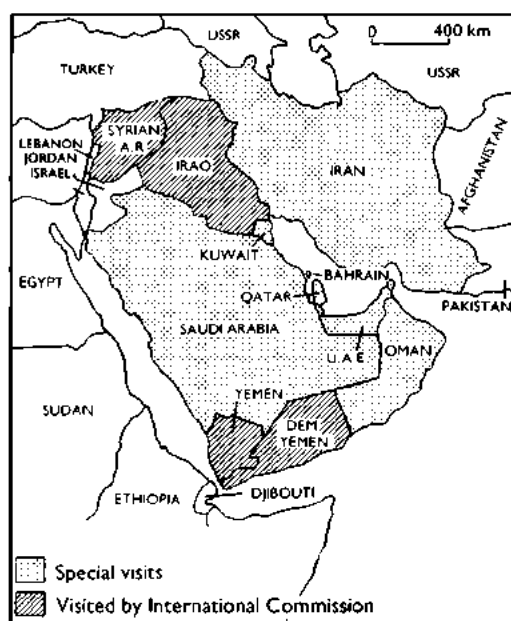 USSR
0 400 km
TURKEY
USSR
SYRIAN
A.R
LEBANON
JORDAN
ISRAEL
IRAQ
IRAN
AFGHANISTAN
KUWAIT
BAHRAIN
EGYPT
QATAR
PAKISTAN
SAUDI ARABIA
U.A E
OMAN
YEMEN
SUDAN
DEM
YEMEN
ETHIOPIA
DJIBOUTI
Special visits
Visited by International Commission